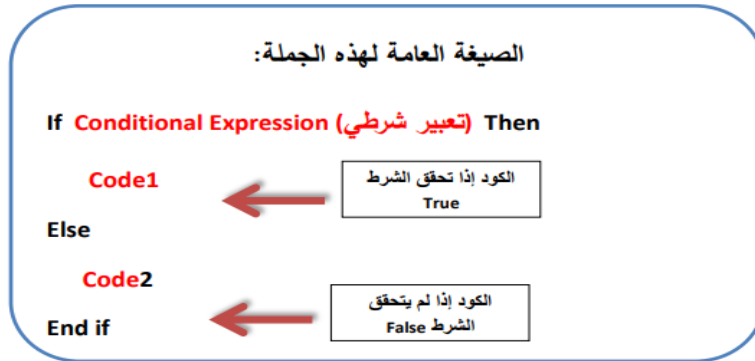 الصيغة العامة لهذه الجملة:
If Conditional Expression (تعبير شرطي) Then
Code1
الكود إذا تحقق الشرط
True
Else
Code2
الكود إذا لم يتحقق
الشرط False
End if